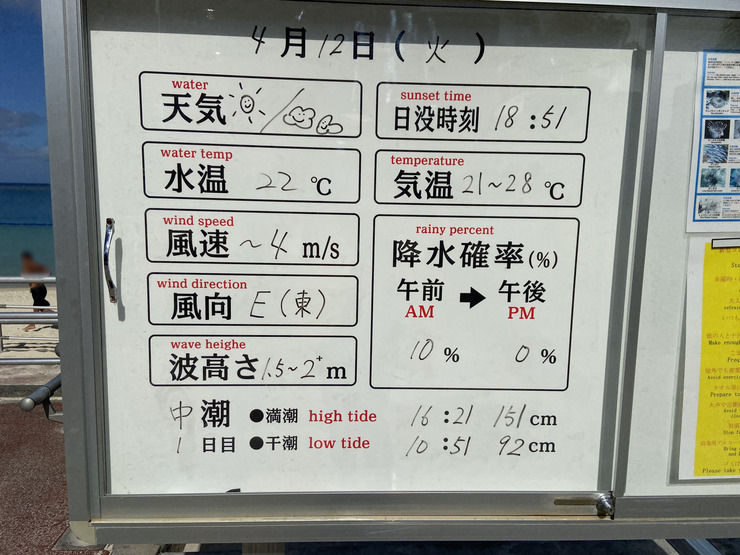 4月12日(火)
water
天気
water temp
水温 22 ℃
wind speed
風速 ~4 m/s
wind direction
風向 E(東)
wave heighe
波高さ 1.5~2⁺ m
sunset time
日没時刻 18:51
temperature
気温 21~28 ℃
rainy percent
降水確率(%)
午前 ➡ 午後
AM PM
10 % 0 %
中潮 ●満潮 high tide 16:21 151cm
1日目 ●干潮 low tide 10:51 92cm